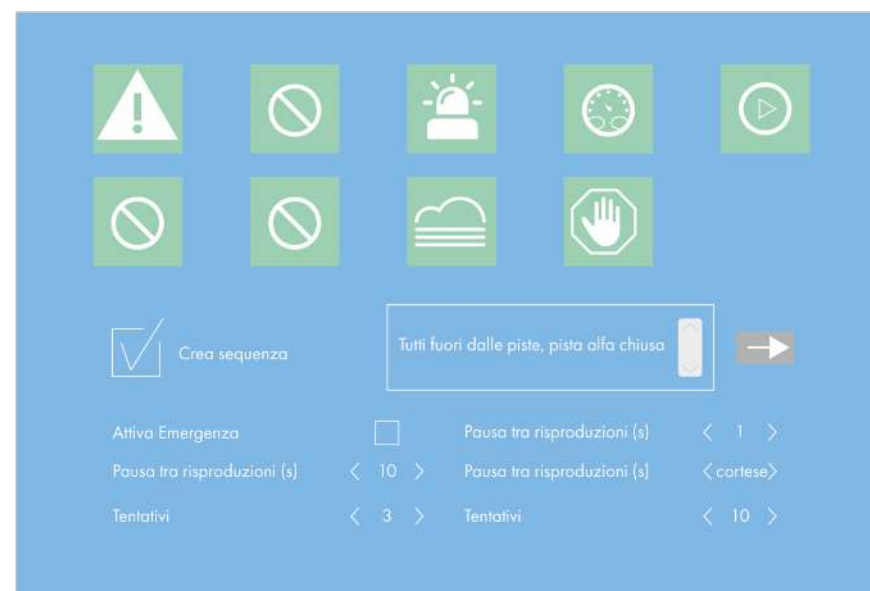 Crea sequenza
Tutti fuori dalle piste, pista alfa chiusa
Attiva Emergenza
Pausa tra risproduzioni (s) 1
Pausa tra risproduzioni (s) 10
Pausa tra risproduzioni (s) cortese
Tentativi 3
Tentativi 10